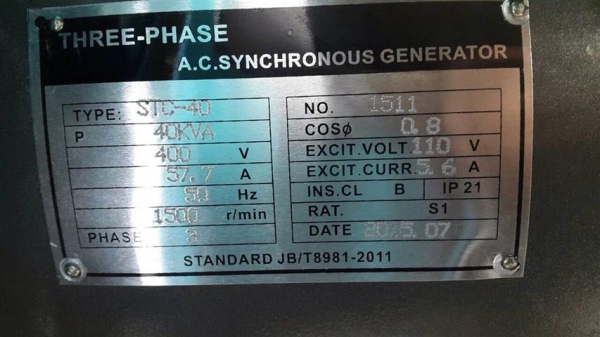 THREE-PHASE
A.C.SYNCHRONOUS GENERATOR
TYPE: STC-40
P 40KVA
400 V
57.7 A
50 Hz
1500 r/min
PHASE 3
NO. 1511
COSø 0.8
EXCIT.VOLT 110 V
EXCIT.CURR. 5.6 A
INS.CL B IP 21
RAT. S1
DATE 2015.07
STANDARD JB/T8981-2011